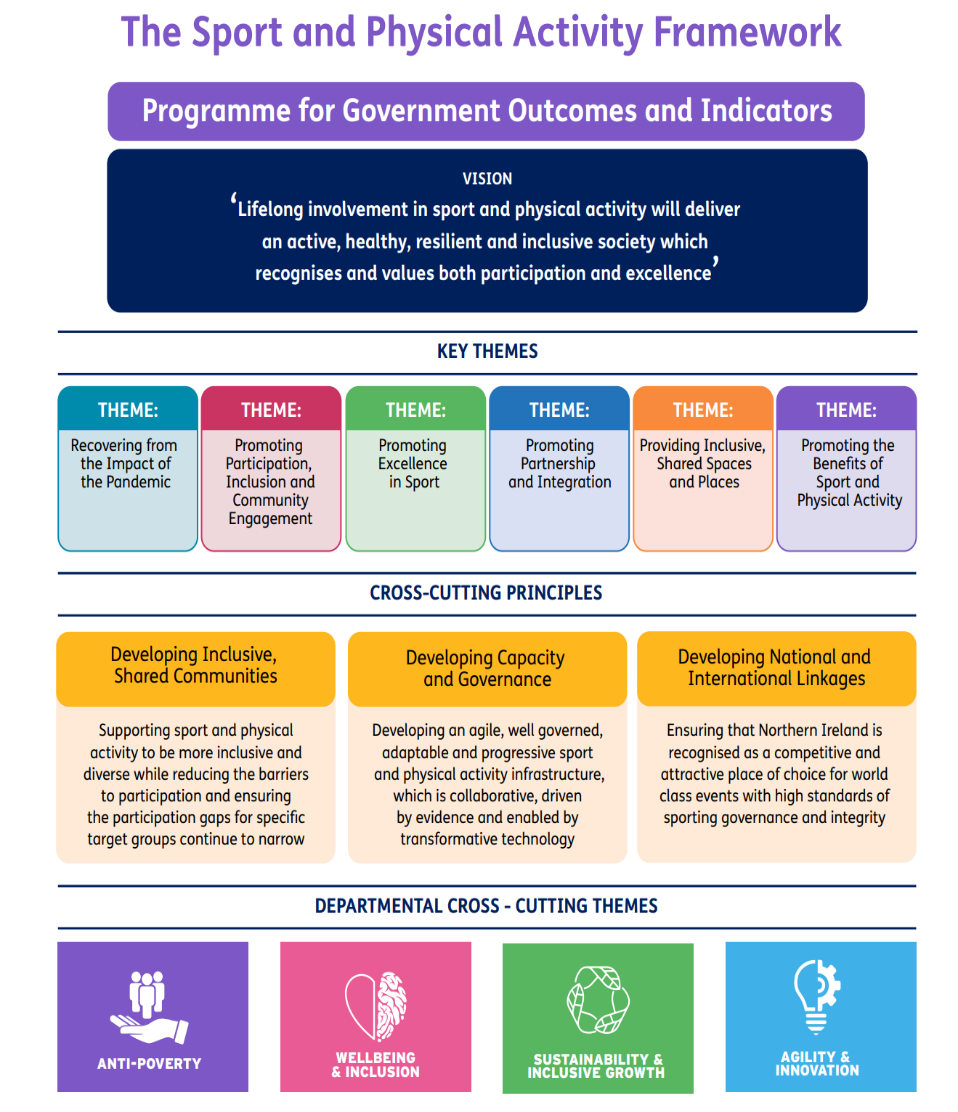 The Sport and Physical Activity Framework
Programme for Government Outcomes and Indicators
VISION
‘Lifelong involvement in sport and physical activity will deliver
an active, healthy, resilient and inclusive society which
recognises and values both participation and excellence’
KEY THEMES
THEME:
Recovering from
the Impact of
the Pandemic
THEME:
Promoting
Participation,
Inclusion and
Community
Engagement
THEME:
Promoting
Excellence
in Sport
THEME:
Promoting
Partnership
and Integration
THEME:
Providing Inclusive,
Shared Spaces
and Places
THEME:
Promoting the
Benefits of
Sport and
Physical Activity
CROSS-CUTTING PRINCIPLES
Developing Inclusive,
Shared Communities
Supporting sport and physical
activity to be more inclusive and
diverse while reducing the barriers
to participation and ensuring
the participation gaps for specific
target groups continue to narrow
Developing Capacity
and Governance
Developing an agile, well governed,
adaptable and progressive sport
and physical activity infrastructure,
which is collaborative, driven
by evidence and enabled by
transformative technology
Developing National and
International Linkages
Ensuring that Northern Ireland is
recognised as a competitive and
attractive place of choice for world
class events with high standards of
sporting governance and integrity
DEPARTMENTAL CROSS - CUTTING THEMES
ANTI-POVERTY
WELLBEING
& INCLUSION
SUSTAINABILITY &
INCLUSIVE GROWTH
AGILITY &
INNOVATION